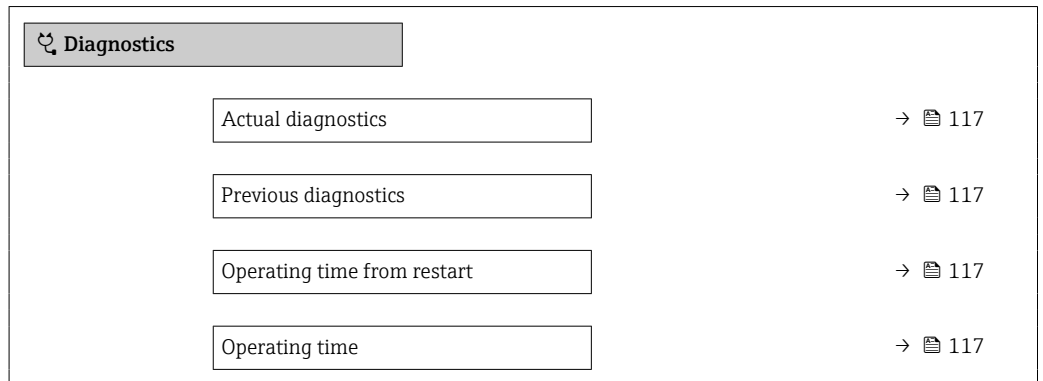 Diagnostics
Actual diagnostics → 117
Previous diagnostics → 117
Operating time from restart → 117
Operating time → 117